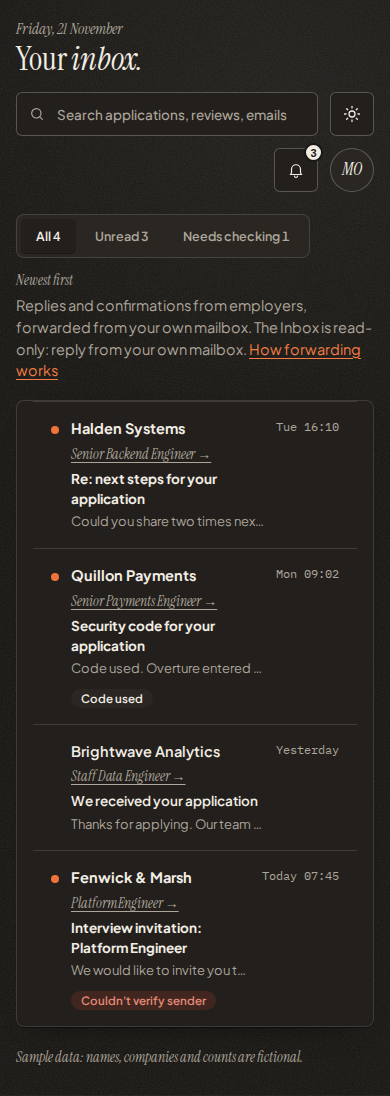 Friday, 21 November
Your inbox.
Search applications, reviews, emails
3
MO
All 4 Unread 3 Needs checking 1
Newest first
Replies and confirmations from employers,
forwarded from your own mailbox. The Inbox is read-
only: reply from your own mailbox. How forwarding
works
Halden Systems Tue 16:10
Senior Backend Engineer →
Re: next steps for your
application
Could you share two times nex…
Quillon Payments Mon 09:02
Senior Payments Engineer →
Security code for your
application
Code used. Overture entered …
Code used
Brightwave Analytics Yesterday
Staff Data Engineer →
We received your application
Thanks for applying. Our team …
Fenwick & Marsh Today 07:45
Platform Engineer →
Interview invitation:
Platform Engineer
We would like to invite you t…
Couldn't verify sender
Sample data: names, companies and counts are fictional.